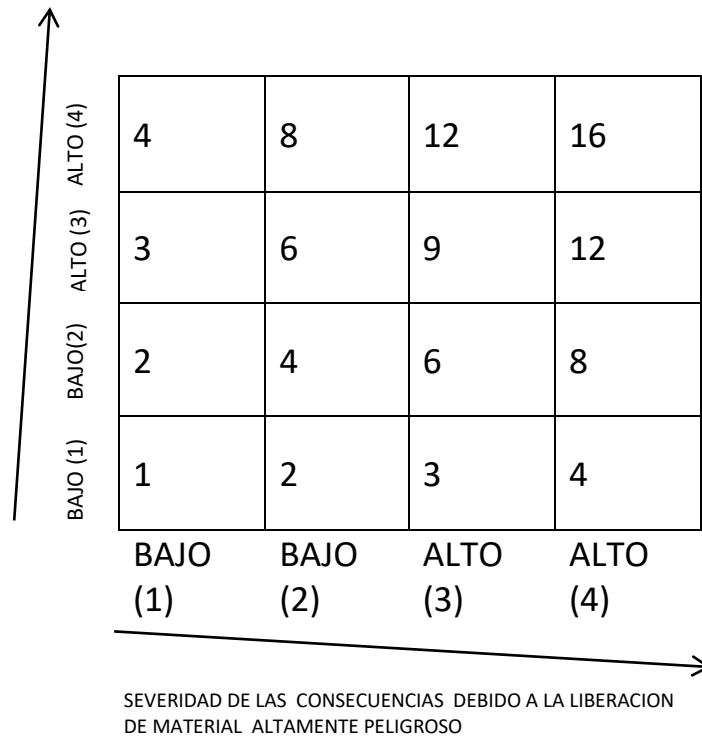 ALTO (4)
4 8 12 16
ALTO (3)
3 6 9 12
BAJO(2)
2 4 6 8
BAJO (1)
1 2 3 4
BAJO BAJO ALTO ALTO
(1) (2) (3) (4)
SEVERIDAD DE LAS CONSECUENCIAS DEBIDO A LA LIBERACION
DE MATERIAL ALTAMENTE PELIGROSO